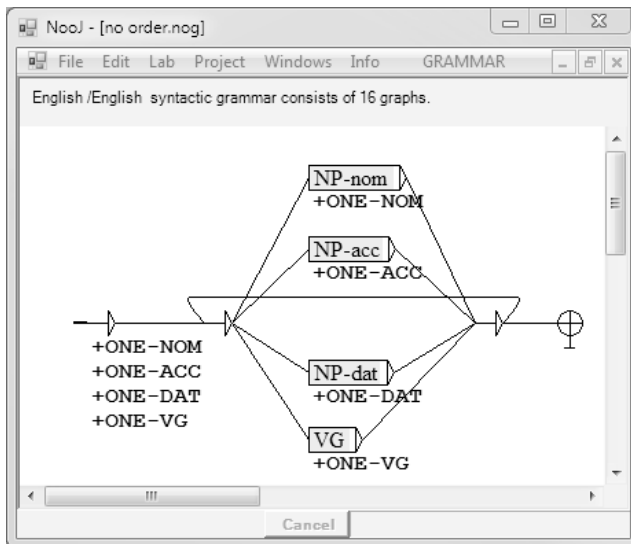 NooJ - [no order.nog]
File Edit Lab Project Windows Info GRAMMAR
English /English syntactic grammar consists of 16 graphs.
NP-nom
+ONE-NOM
NP-acc
+ONE-ACC
+ONE-NOM
+ONE-ACC
+ONE-DAT
+ONE-VG
NP-dat
+ONE-DAT
VG
+ONE-VG
Cancel